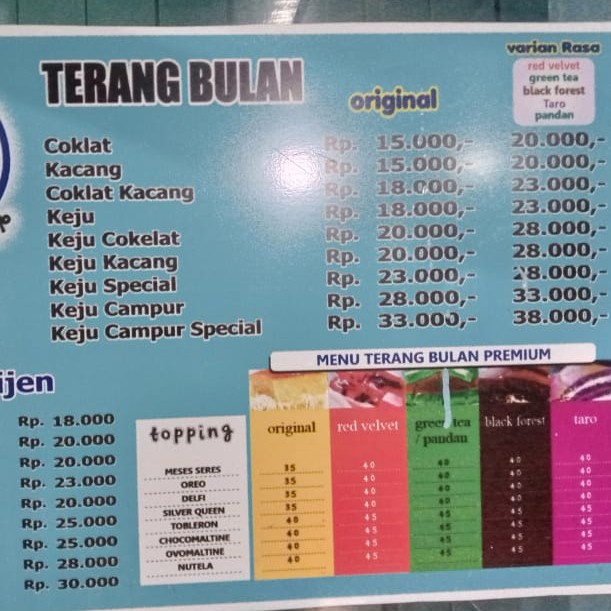 TERANG BULAN
original
varian Rasa
red velvet
green tea
black forest
Taro
pandan
Coklat Rp. 15.000,- 20.000,-
Kacang Rp. 15.000,- 20.000,-
Coklat Kacang Rp. 18.000,- 23.000,-
Keju Rp. 18.000,- 23.000,-
Keju Cokelat Rp. 20.000,- 28.000,-
Keju Kacang Rp. 20.000,- 28.000,-
Keju Special Rp. 23.000,- 28.000,-
Keju Campur Rp. 28.000,- 33.000,-
Keju Campur Special Rp. 33.000,- 38.000,-
ijen
Rp. 18.000
Rp. 20.000
Rp. 20.000
Rp. 23.000
Rp. 20.000
Rp. 25.000
Rp. 25.000
Rp. 28.000
Rp. 30.000
MENU TERANG BULAN PREMIUM
topping original red velvet green tea / pandan black forest taro
MESES SERES 35 40 40 40 40
OREO 35 40 40 40 40
DELFI 35 40 40 40 40
SILVER QUEEN 35 40 40 40 40
TOBLERON 40 45 45 45 45
CHOCOMALTINE 40 45 45 45 45
OVOMALTINE 40 45 45 45 45
NUTELA 40 45 45 45 45